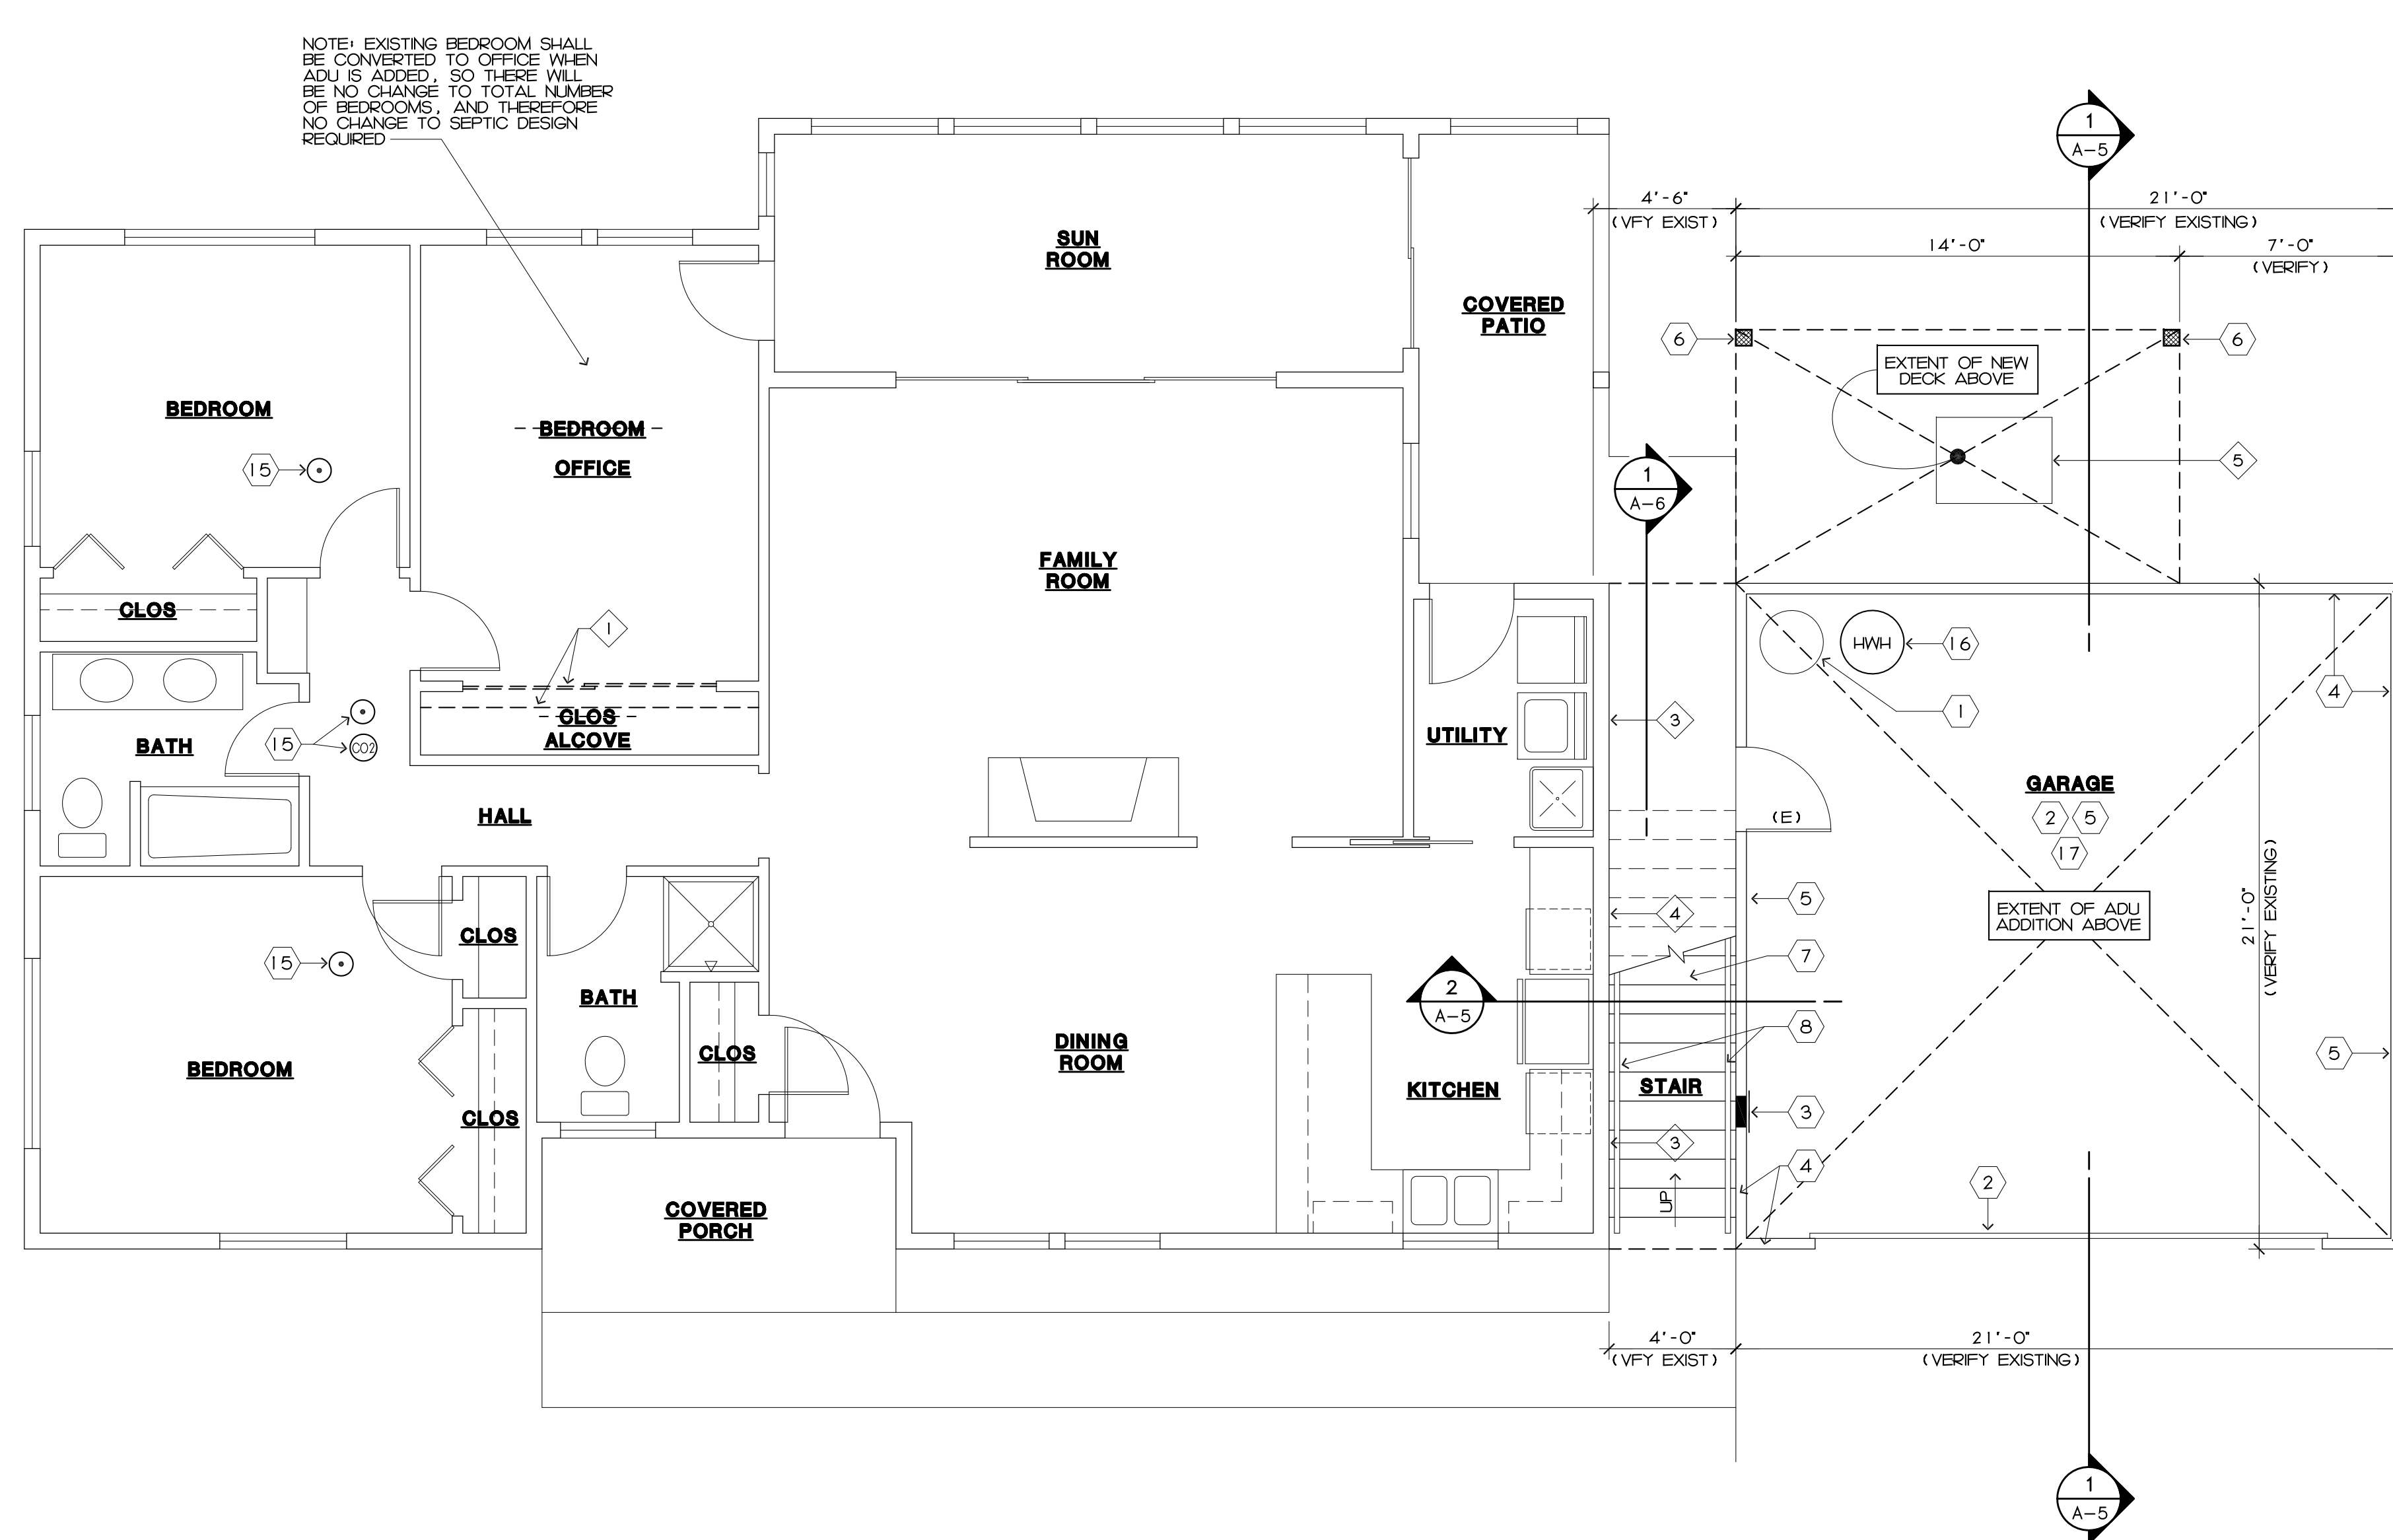 NOTE: EXISTING BEDROOM SHALL
BE CONVERTED TO OFFICE WHEN
ADU IS ADDED, SO THERE WILL
BE NO CHANGE TO TOTAL NUMBER
OF BEDROOMS, AND THEREFORE
NO CHANGE TO SEPTIC DESIGN
REQUIRED
1
A-5
4'-6"
(VFY EXIST)
21'-0"
(VERIFY EXISTING)
14'-0"
7'-0"
(VERIFY)
SUN
ROOM
COVERED
PATIO
6
6
EXTENT OF NEW
DECK ABOVE
5
BEDROOM
15
BEDROOM
OFFICE
1
A-6
FAMILY
ROOM
CLOS
1
HWH
16
1
4
BATH
15
CO2
CLOS
ALCOVE
UTILITY
3
HALL
(E)
GARAGE
2
5
17
21'-0"
(VERIFY EXISTING)
EXTENT OF ADU
ADDITION ABOVE
4
5
7
8
15
CLOS
BATH
2
A-5
CLOS
DINING
ROOM
BEDROOM
CLOS
KITCHEN
STAIR
3
5
3
4
UP
2
COVERED
PORCH
4'-0"
(VFY EXIST)
21'-0"
(VERIFY EXISTING)
1
A-5